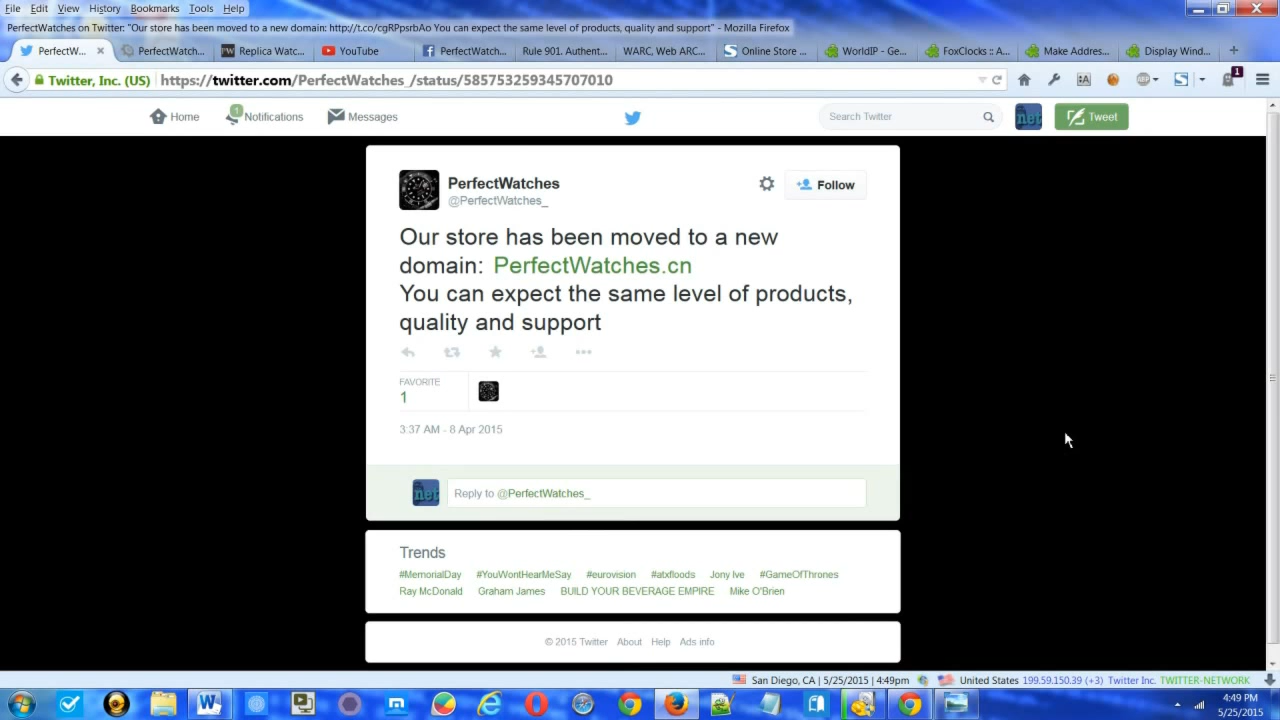 File Edit View History Bookmarks Tools Help
PerfectWatches on Twitter: "Our store has been moved to a new domain: http://t.co/cgRPpsrbAo You can expect the same level of products, quality and support" - Mozilla Firefox
PerfectW... PerfectWatch... Replica Watc... YouTube PerfectWatch... Rule 901. Authent... WARC, Web ARC... Online Store ... WorldIP - Ge... FoxClocks :: A... Make Addres... Display Wind...
Twitter, Inc. (US) https://twitter.com/PerfectWatches_/status/585753259345707010
1
Home 1 Notifications Messages Search Twitter net Tweet
PerfectWatches
@PerfectWatches_
Follow
Our store has been moved to a new
domain: PerfectWatches.cn
You can expect the same level of products,
quality and support
FAVORITE
1
3:37 AM - 8 Apr 2015
net Reply to @PerfectWatches_
Trends
#MemorialDay #YouWontHearMeSay #eurovision #atxfloods Jony Ive #GameOfThrones
Ray McDonald Graham James BUILD YOUR BEVERAGE EMPIRE Mike O'Brien
© 2015 Twitter About Help Ads info
San Diego, CA | 5/25/2015 | 4:49pm United States 199.59.150.39 (+3) Twitter Inc. TWITTER-NETWORK
4:49 PM
5/25/2015